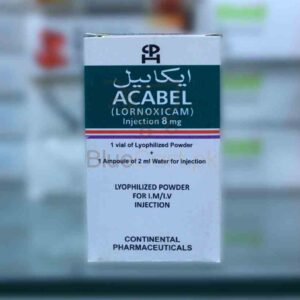 ایکابیل
ACABEL
(LORNOXICAM)
Injection 8 mg
1 vial of Lyophilized Powder
+
1 Ampoule of 2 ml Water for Injection
LYOPHILIZED POWDER
FOR I.M/I.V
INJECTION
CONTINENTAL
PHARMACEUTICALS